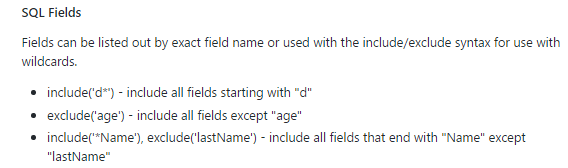 SQL Fields
Fields can be listed out by exact field name or used with the include/exclude syntax for use with
wildcards.
• include('d*') - include all fields starting with "d"
• exclude('age') - include all fields except "age"
• include('*Name'), exclude('lastName') - include all fields that end with "Name" except
"lastName"